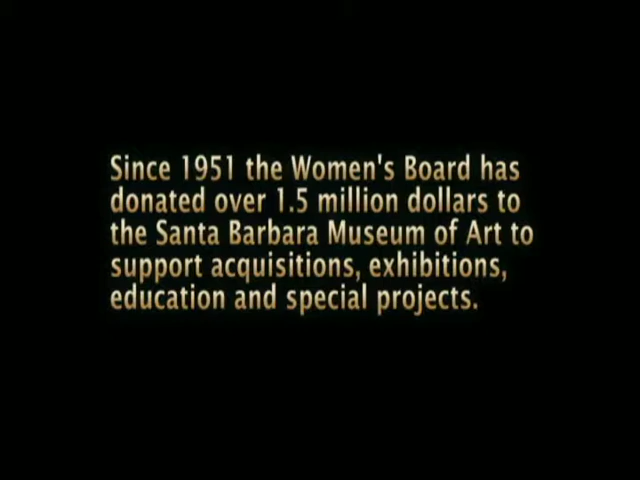 Since 1951 the Women's Board has
donated over 1.5 million dollars to
the Santa Barbara Museum of Art to
support acquisitions, exhibitions,
education and special projects.